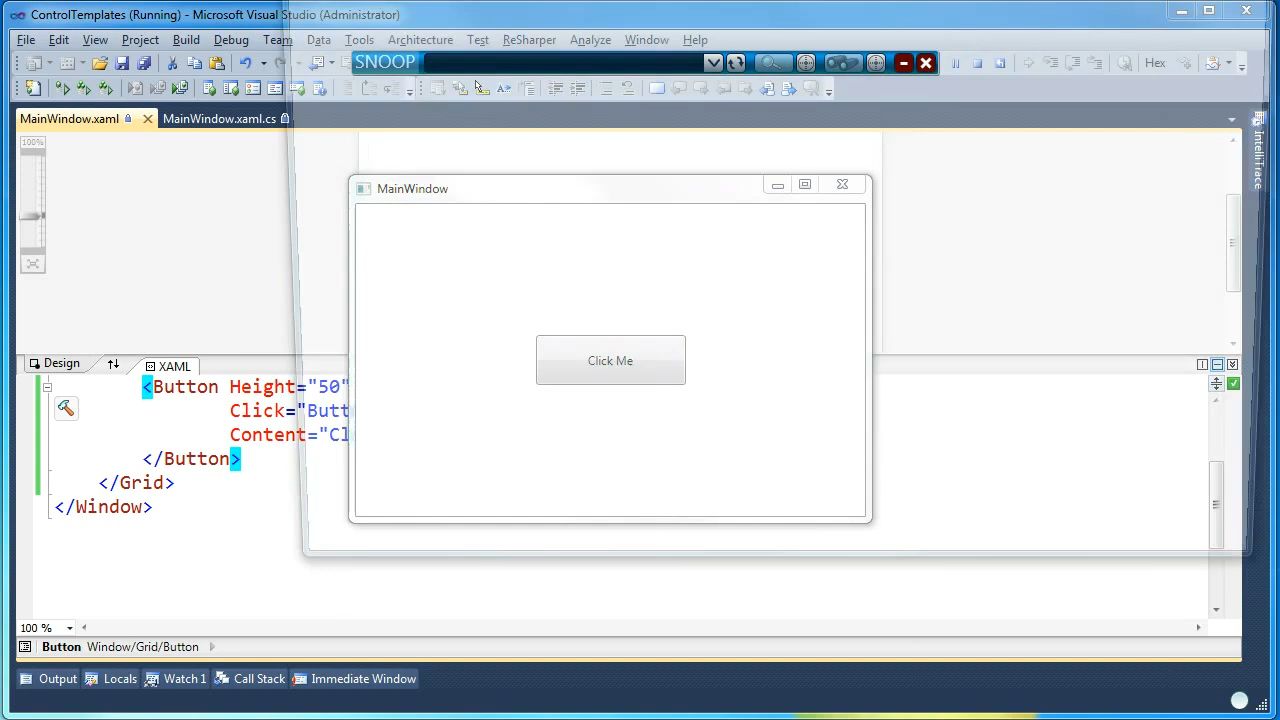 ControlTemplates (Running) - Microsoft Visual Studio (Administrator)
File Edit View Project Build Debug Team Data Tools Architecture Test ReSharper Analyze Window Help
SNOOP
Hex
MainWindow.xaml MainWindow.xaml.cs
100%
IntelliTrace
MainWindow
Click Me
Design XAML
<Button Height="50"
Click="Butt
Content="Cl
</Button>
</Grid>
</Window>
100 %
Button Window/Grid/Button
Output Locals Watch 1 Call Stack Immediate Window